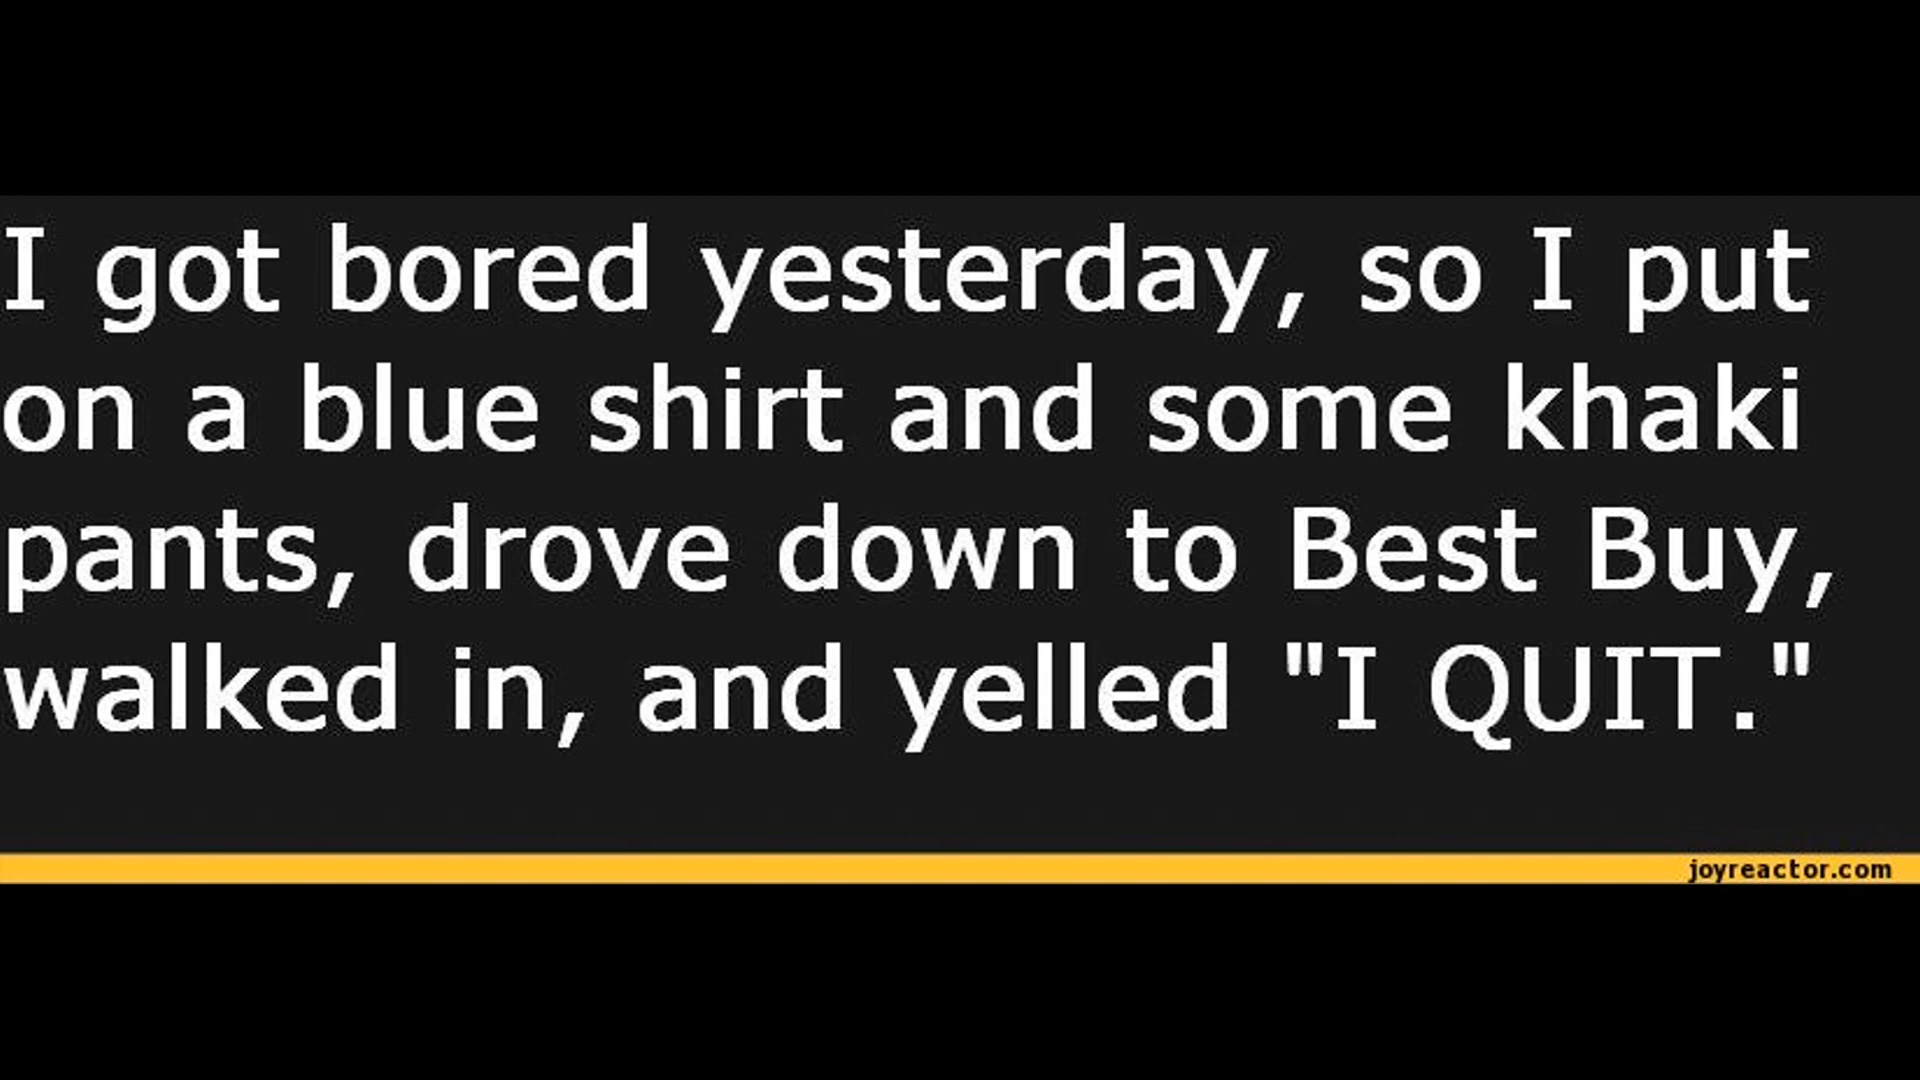 I got bored yesterday, so I put
on a blue shirt and some khaki
pants, drove down to Best Buy,
walked in, and yelled "I QUIT."
joyreactor.com